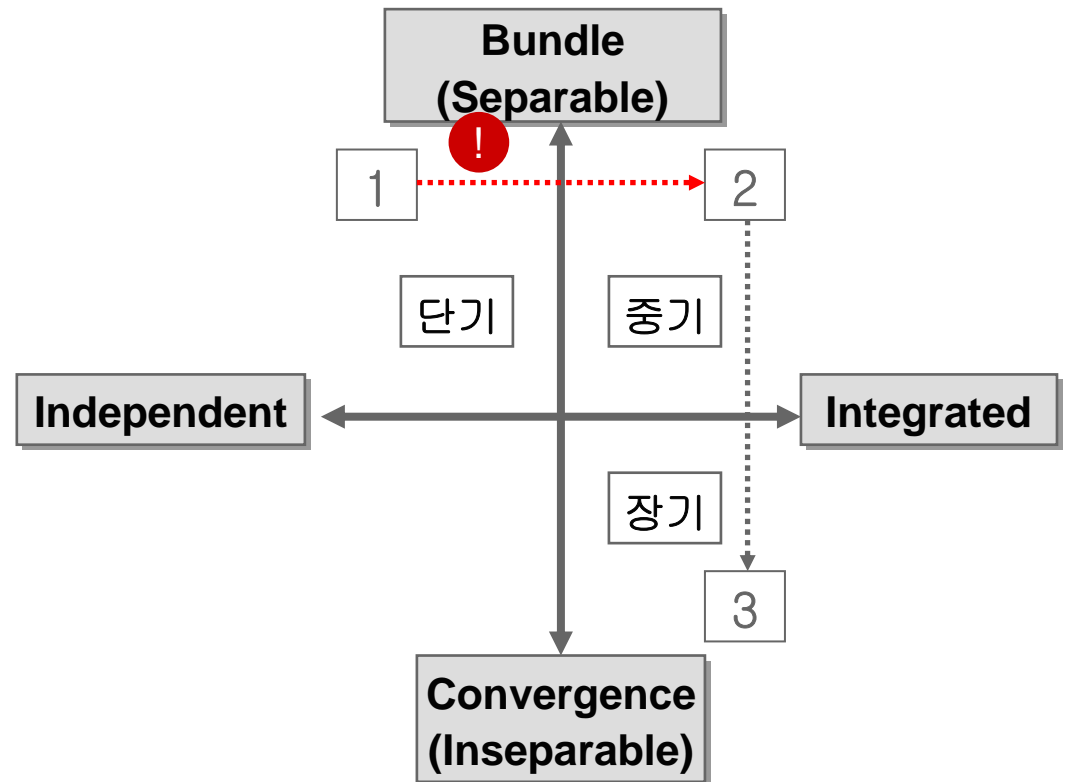 Bundle
(Separable)
!
1
2
단기
중기
Independent
Integrated
장기
3
Convergence
(Inseparable)